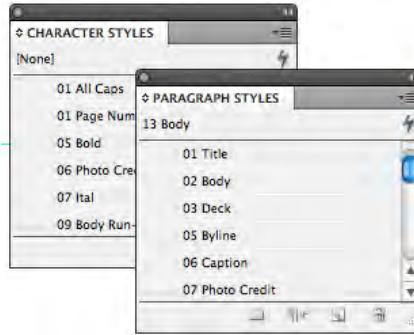 CHARACTER STYLES
[None]
01 All Caps
01 Page Num
05 Bold
06 Photo Cre
07 Ital
09 Body Run-
PARAGRAPH STYLES
13 Body
01 Title
02 Body
03 Deck
05 Byline
06 Caption
07 Photo Credit